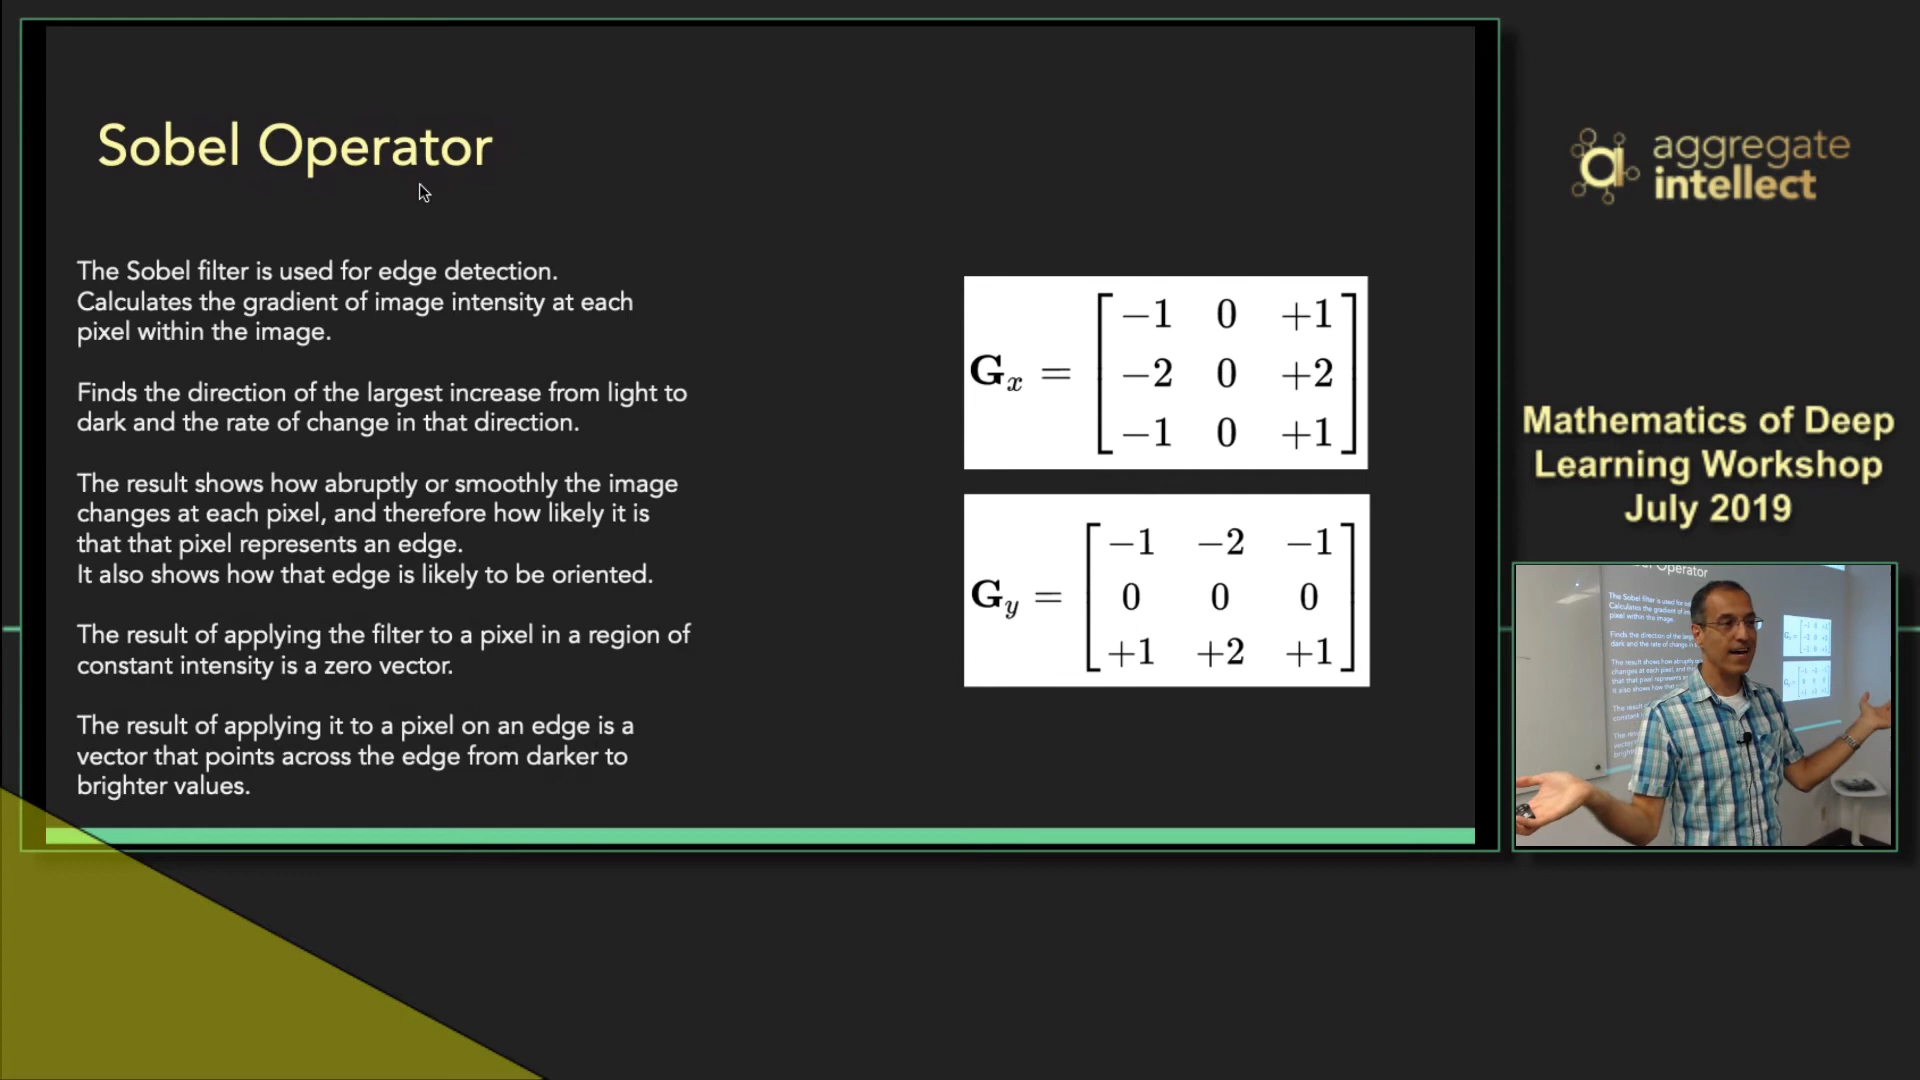 Sobel Operator
The Sobel filter is used for edge detection.
Calculates the gradient of image intensity at each
pixel within the image.
Finds the direction of the largest increase from light to
dark and the rate of change in that direction.
The result shows how abruptly or smoothly the image
changes at each pixel, and therefore how likely it is
that that pixel represents an edge.
It also shows how that edge is likely to be oriented.
The result of applying the filter to a pixel in a region of
constant intensity is a zero vector.
The result of applying it to a pixel on an edge is a
vector that points across the edge from darker to
brighter values.
−1 0 +1
Gx = −2 0 +2
−1 0 +1
−1 −2 −1
Gy = 0 0 0
+1 +2 +1
aggregate
intellect
Mathematics of Deep
Learning Workshop
July 2019
Operator